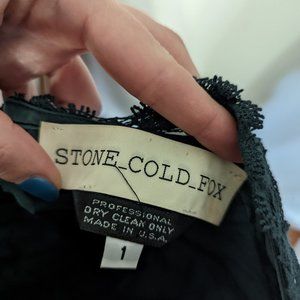 STONE_COLD_FOX
PROFESSIONAL
DRY CLEAN ONLY
MADE IN U.S.A.
1